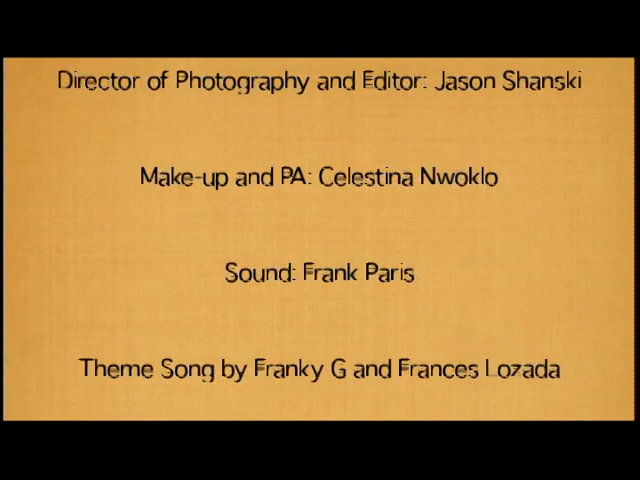 Director of Photography and Editor: Jason Shanski
Make-up and PA: Celestina Nwoklo
Sound: Frank Paris
Theme Song by Franky G and Frances Lozada